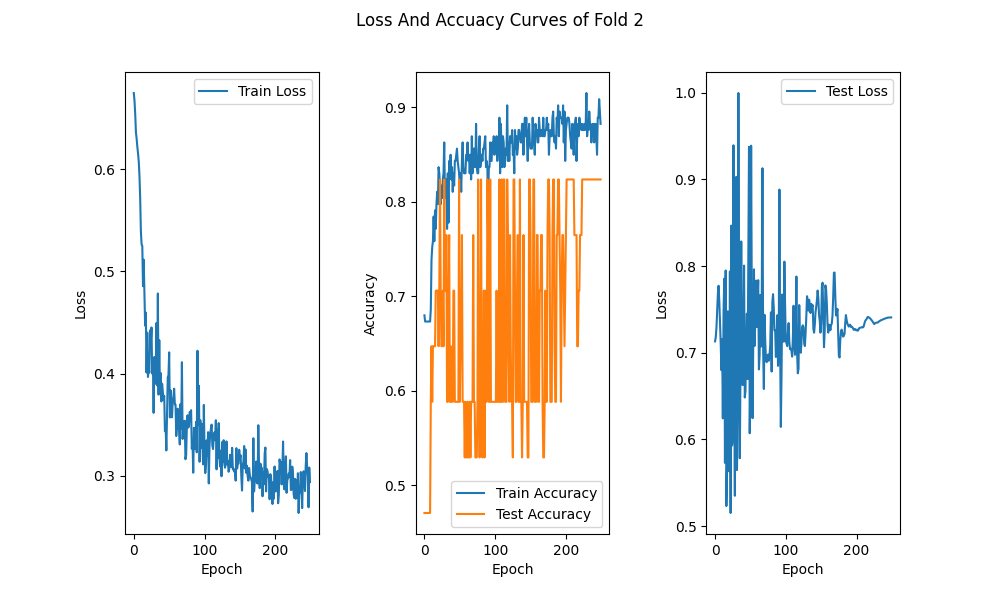 Loss And Accuacy Curves of Fold 2
Train Loss
0.6
0.5
0.4
0.3
Loss
0
100
200
Epoch
0.9
0.8
0.7
0.6
0.5
Accuracy
Train Accuracy
Test Accuracy
0
100
200
Epoch
Test Loss
1.0
0.9
0.8
0.7
0.6
0.5
Loss
0
100
200
Epoch